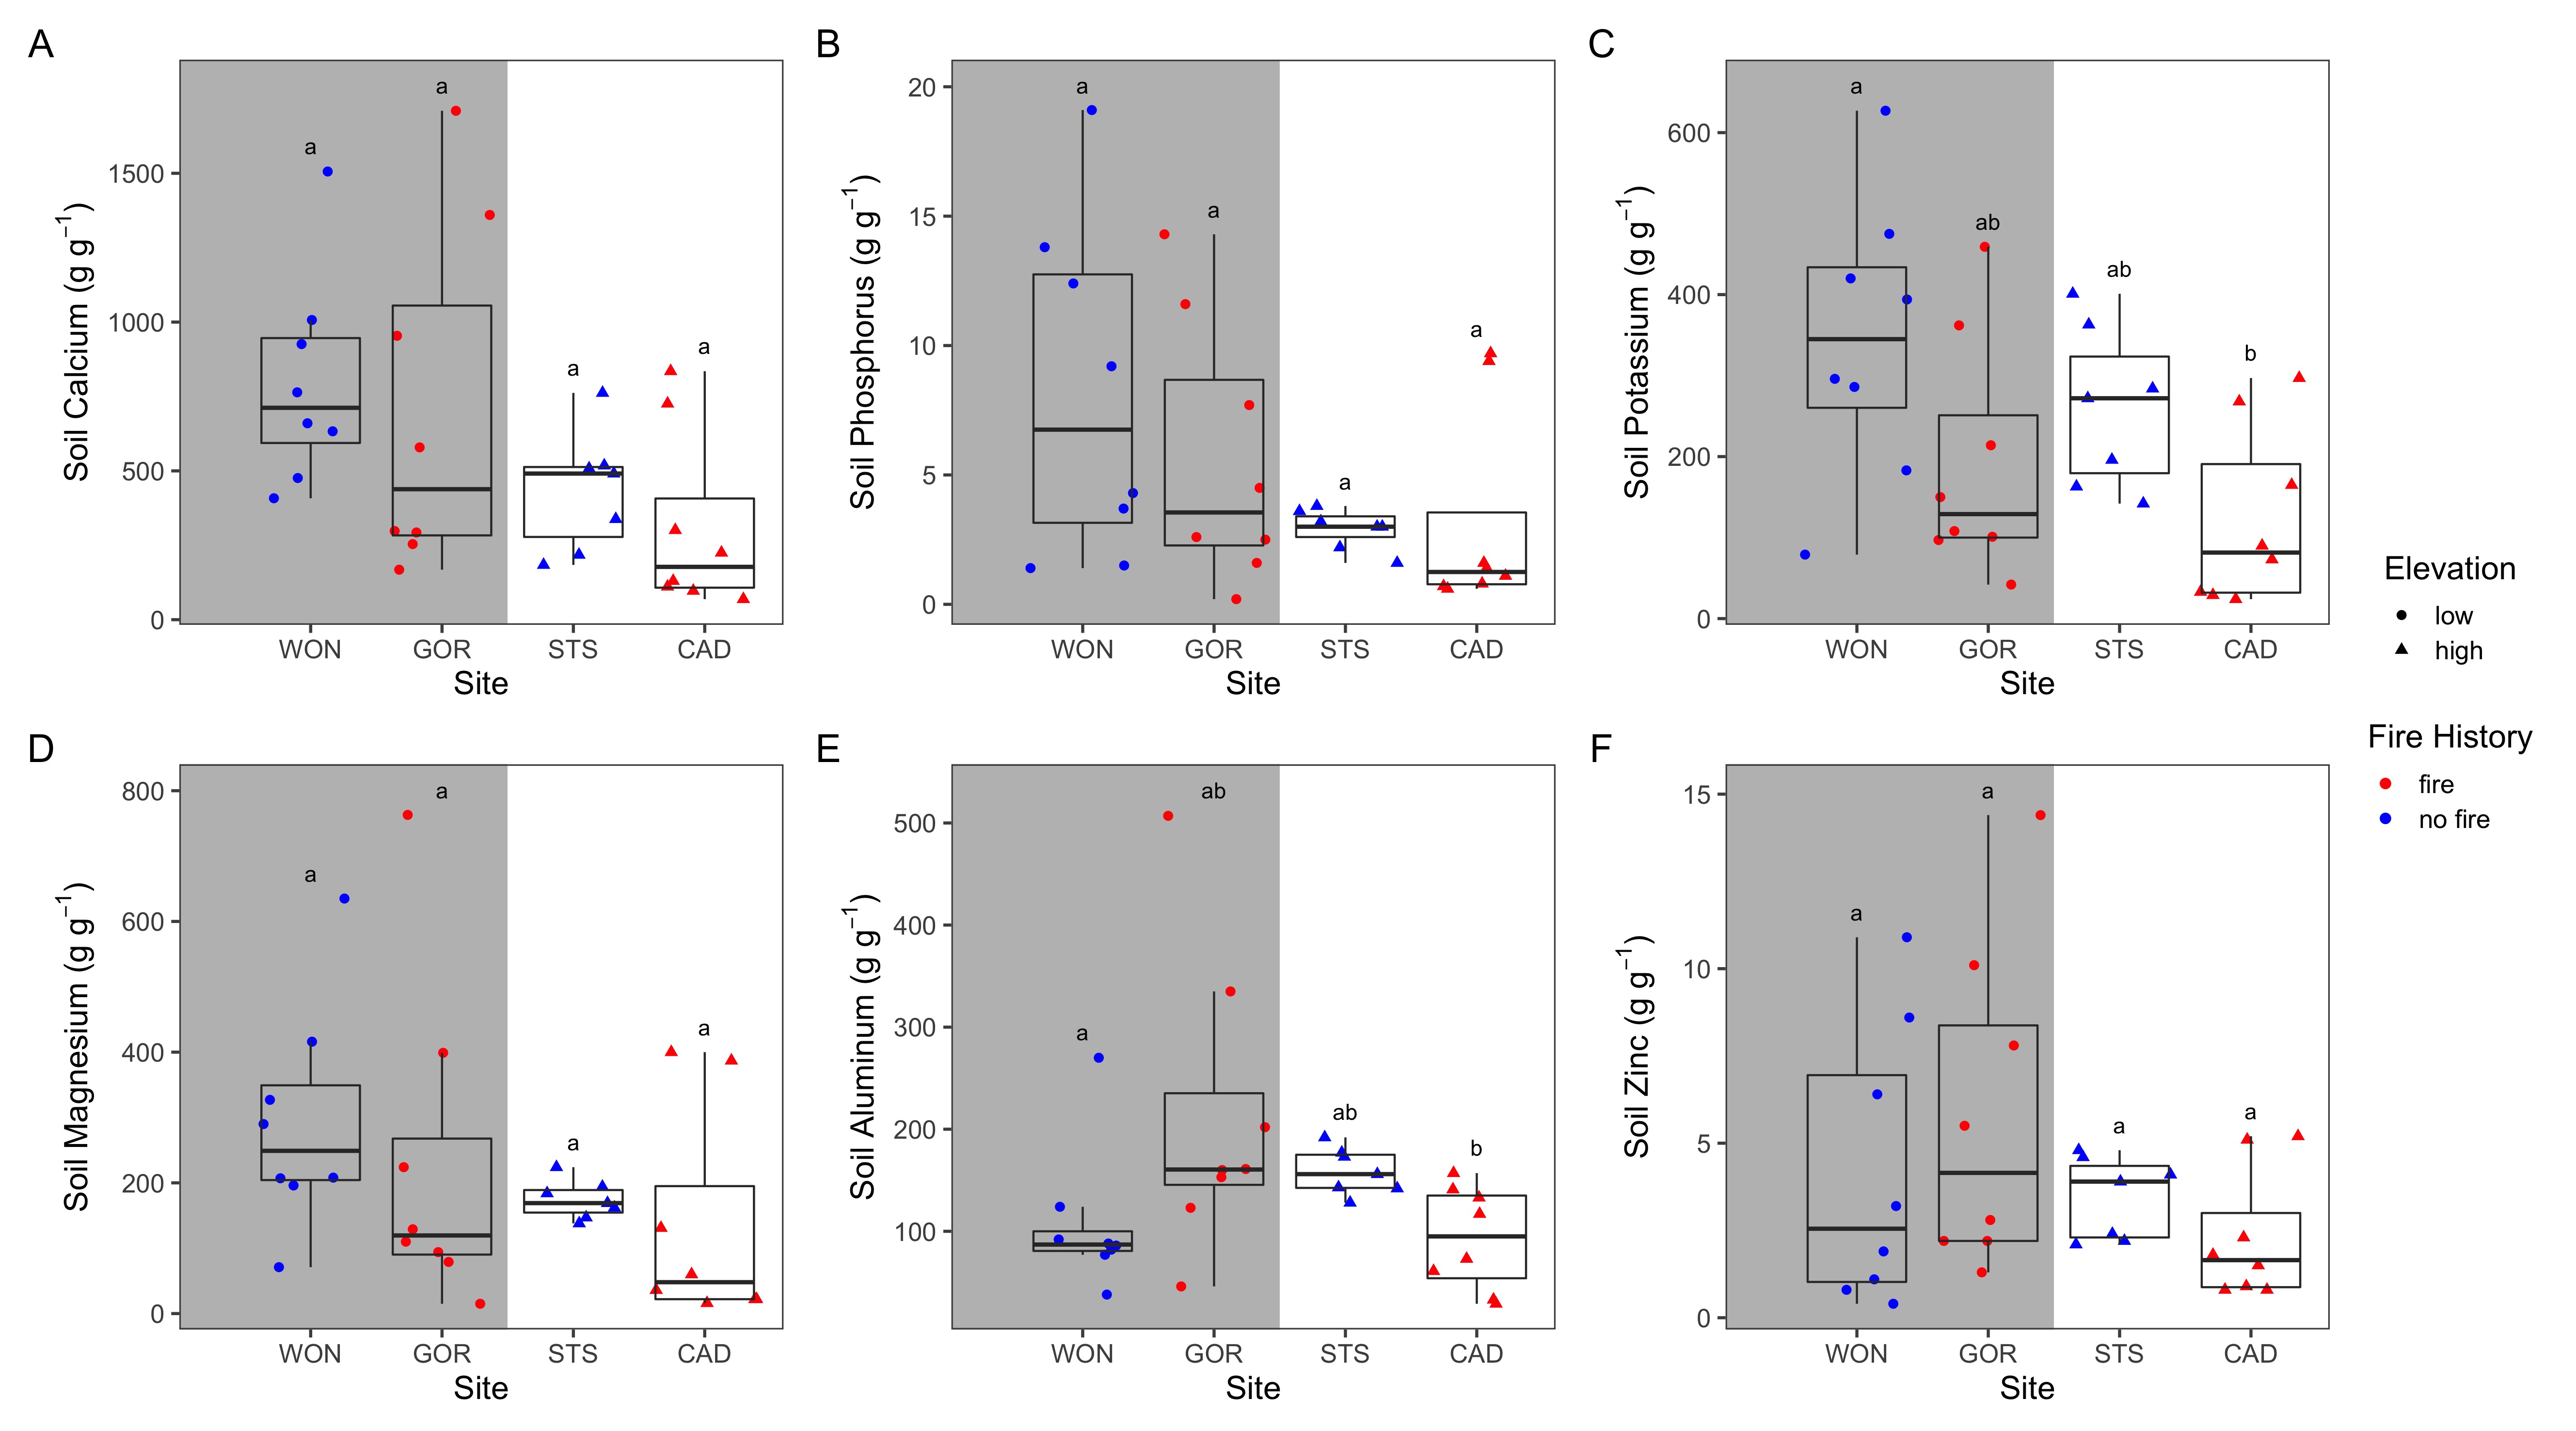 A
Soil Calcium (g g⁻¹)
1500
1000
500
0
a
a
a
a
WON GOR STS CAD
Site
B
Soil Phosphorus (g g⁻¹)
20
15
10
5
0
a
a
a
a
WON GOR STS CAD
Site
C
Soil Potassium (g g⁻¹)
600
400
200
0
a
ab
ab
b
WON GOR STS CAD
Site
Elevation
low
high
Fire History
fire
no fire
D
Soil Magnesium (g g⁻¹)
800
600
400
200
0
a
a
a
a
WON GOR STS CAD
Site
E
Soil Aluminum (g g⁻¹)
500
400
300
200
100
a
ab
ab
b
WON GOR STS CAD
Site
F
Soil Zinc (g g⁻¹)
15
10
5
0
a
a
a
a
WON GOR STS CAD
Site